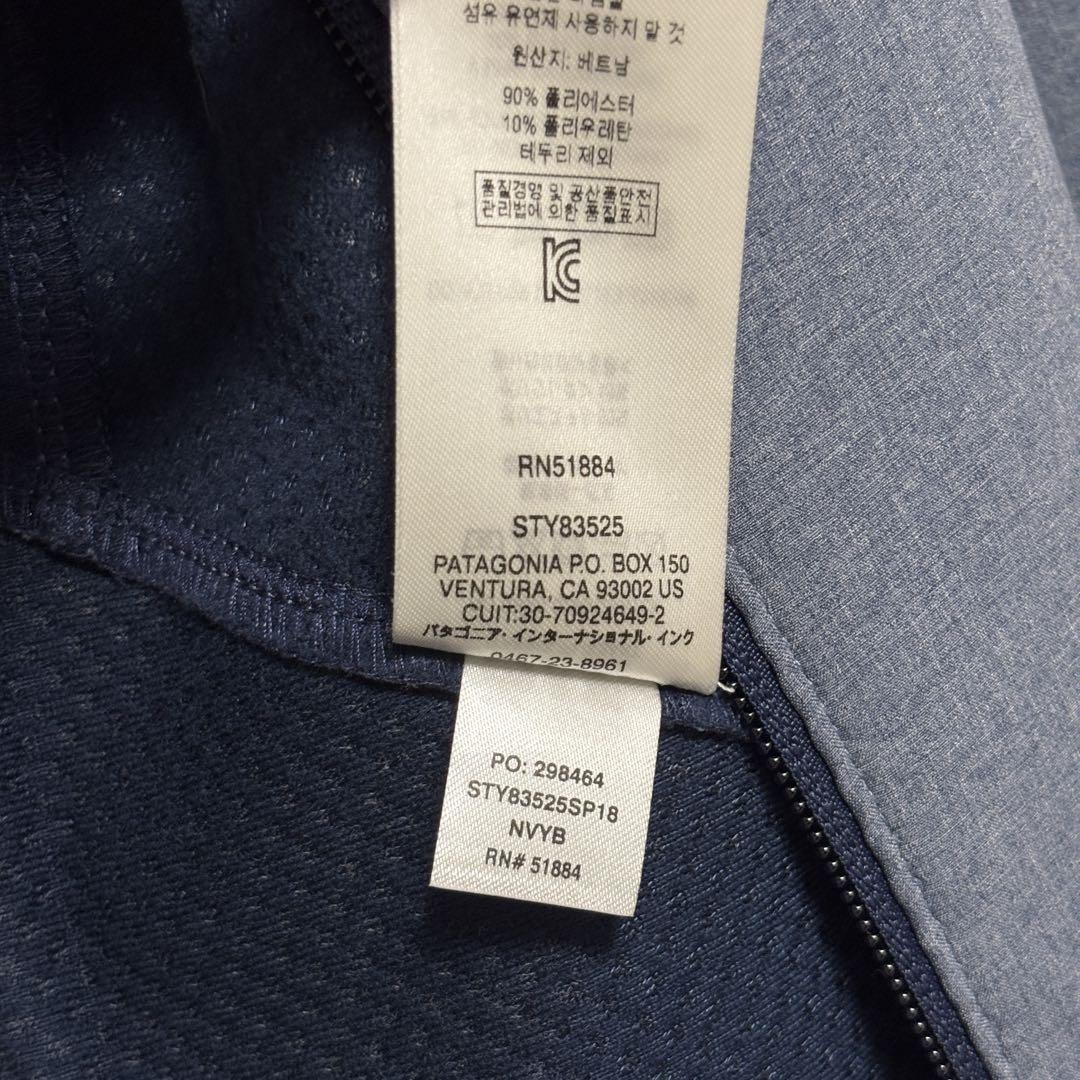 섬유 유연제 사용하지 말 것
원산지: 베트남
90% 폴리에스터
10% 폴리우레탄
테두리 제외
품질경영 및 공산품안전
관리법에 의한 품질표시
RN51884
STY83525
PATAGONIA P.O. BOX 150
VENTURA, CA 93002 US
CUIT:30-70924649-2
パタゴニア・インターナショナル・インク
0467-23-8961
PO: 298464
STY83525SP18
NVYB
RN# 51884